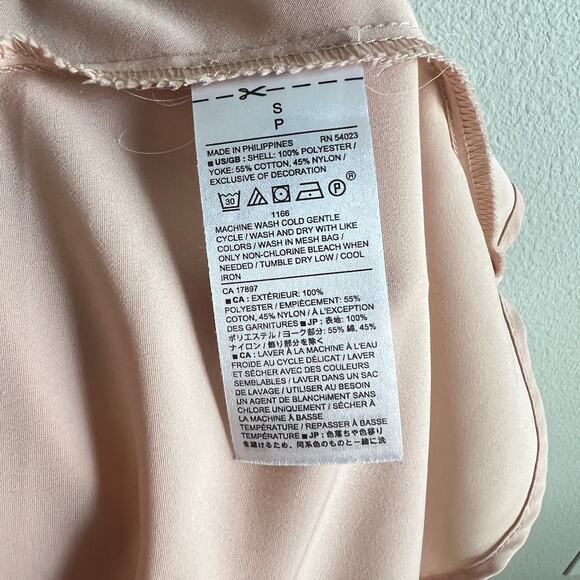 S
P
MADE IN PHILIPPINES RN 54023
■ US/GB : SHELL: 100% POLYESTER /
YOKE: 55% COTTON, 45% NYLON /
EXCLUSIVE OF DECORATION
30 P ®
1166
MACHINE WASH COLD GENTLE
CYCLE / WASH AND DRY WITH LIKE
COLORS / WASH IN MESH BAG /
ONLY NON-CHLORINE BLEACH WHEN
NEEDED / TUMBLE DRY LOW / COOL
IRON
CA 17897
■ CA : EXTÉRIEUR: 100%
POLYESTER / EMPIÈCEMENT: 55%
COTON, 45% NYLON / À L'EXCEPTION
DES GARNITURES ■ JP : 表地: 100%
ポリエステル / ヨーク部分: 55% 綿, 45%
ナイロン / 飾り部分を除く
■ CA : LAVER À LA MACHINE À L'EAU
FROIDE AU CYCLE DÉLICAT / LAVER
ET SÉCHER AVEC DES COULEURS
SEMBLABLES / LAVER DANS UN SAC
DE LAVAGE / UTILISER AU BESOIN
UN AGENT DE BLANCHIMENT SANS
CHLORE UNIQUEMENT / SÉCHER À
LA MACHINE À BASSE
TEMPÉRATURE / REPASSER À BASSE
TEMPÉRATURE ■ JP : 色落ちや色移り
を避けるため、同系色のものと一緒に洗